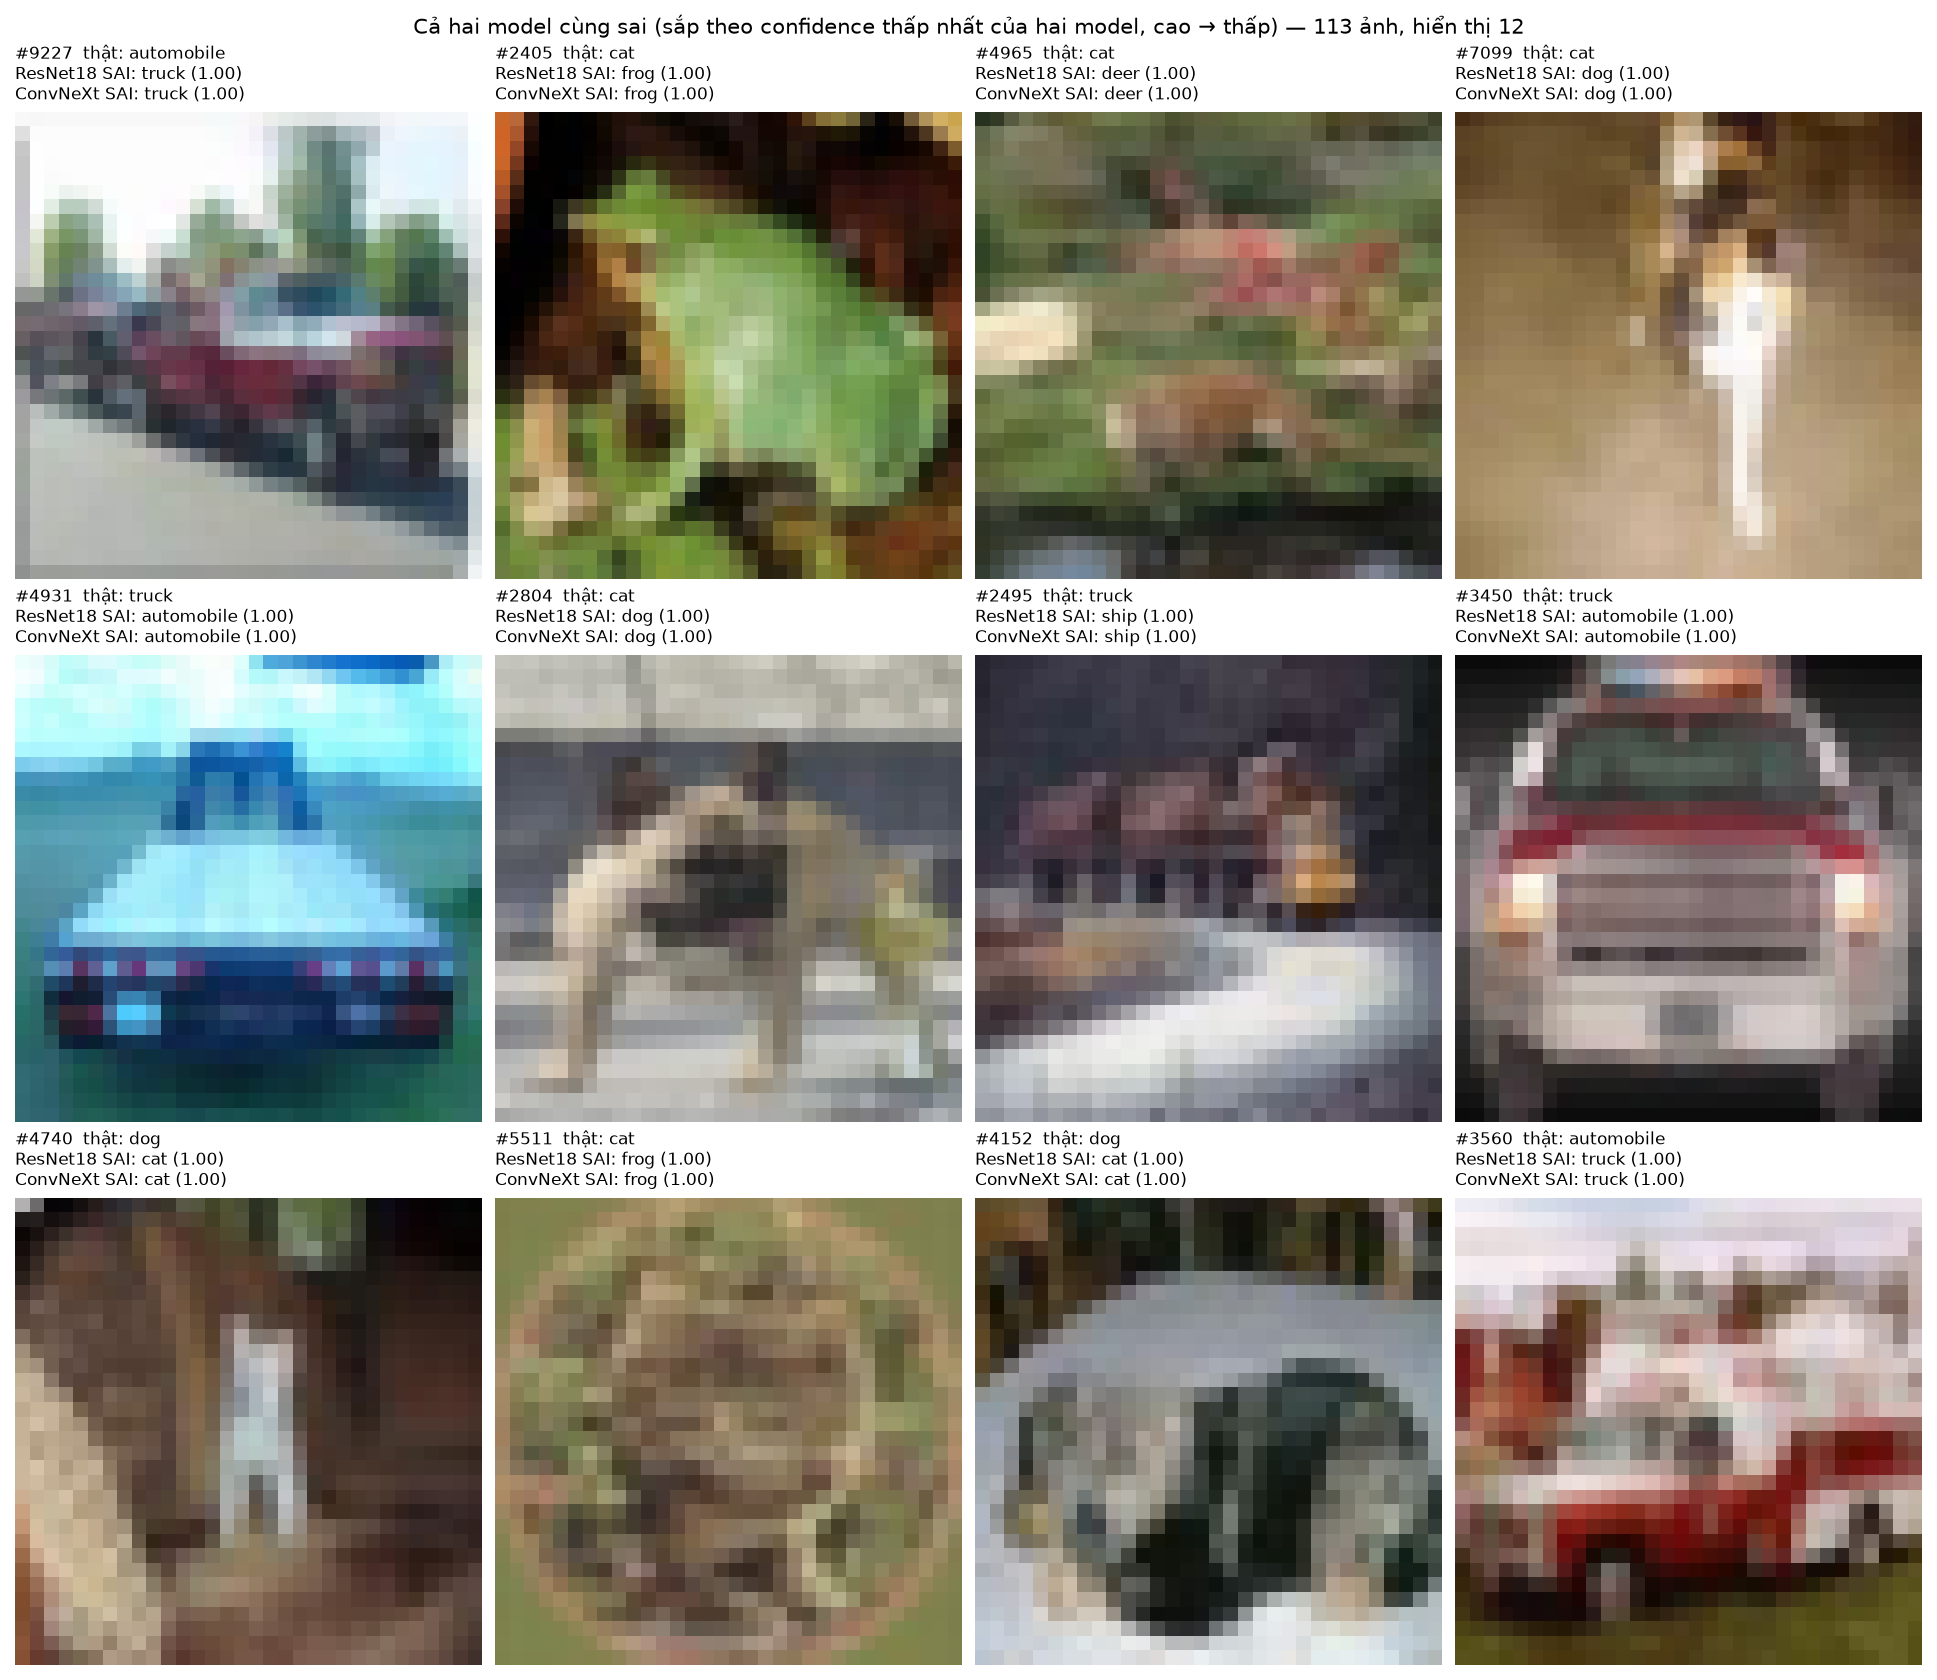 Cả hai model cùng sai (sắp theo confidence thấp nhất của hai model, cao → thấp) — 113 ảnh, hiển thị 12
#9227 thật: automobile
ResNet18 SAI: truck (1.00)
ConvNeXt SAI: truck (1.00)
#2405 thật: cat
ResNet18 SAI: frog (1.00)
ConvNeXt SAI: frog (1.00)
#4965 thật: cat
ResNet18 SAI: deer (1.00)
ConvNeXt SAI: deer (1.00)
#7099 thật: cat
ResNet18 SAI: dog (1.00)
ConvNeXt SAI: dog (1.00)
#4931 thật: truck
ResNet18 SAI: automobile (1.00)
ConvNeXt SAI: automobile (1.00)
#2804 thật: cat
ResNet18 SAI: dog (1.00)
ConvNeXt SAI: dog (1.00)
#2495 thật: truck
ResNet18 SAI: ship (1.00)
ConvNeXt SAI: ship (1.00)
#3450 thật: truck
ResNet18 SAI: automobile (1.00)
ConvNeXt SAI: automobile (1.00)
#4740 thật: dog
ResNet18 SAI: cat (1.00)
ConvNeXt SAI: cat (1.00)
#5511 thật: cat
ResNet18 SAI: frog (1.00)
ConvNeXt SAI: frog (1.00)
#4152 thật: dog
ResNet18 SAI: cat (1.00)
ConvNeXt SAI: cat (1.00)
#3560 thật: automobile
ResNet18 SAI: truck (1.00)
ConvNeXt SAI: truck (1.00)